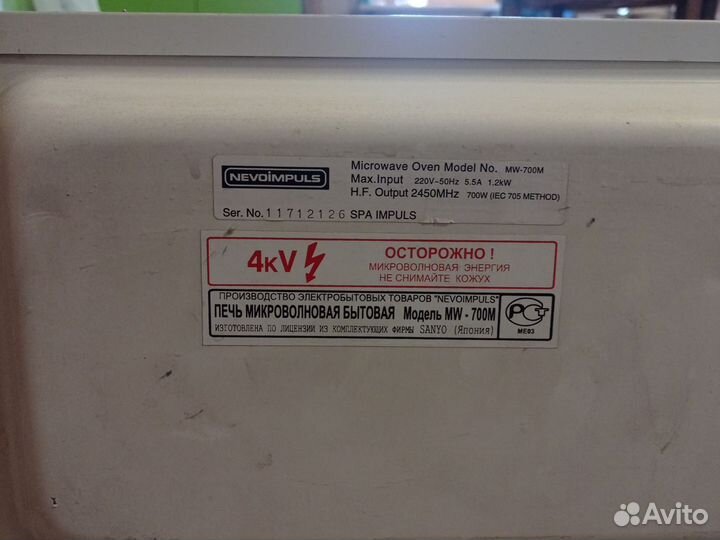 NEVOIMPULS
Microwave Oven Model No. MW-700M
Max.Input 220V~50Hz 5.5A 1.2kW
H.F. Output 2450MHz 700W (IEC 705 METHOD)
Ser. No. 11712126 SPA IMPULS
4кV
ОСТОРОЖНО !
МИКРОВОЛНОВАЯ ЭНЕРГИЯ
НЕ СНИМАЙТЕ КОЖУХ
ПРОИЗВОДСТВО ЭЛЕКТРОБЫТОВЫХ ТОВАРОВ "NEVOIMPULS"
ПЕЧЬ МИКРОВОЛНОВАЯ БЫТОВАЯ Модель MW - 700M
ИЗГОТОВЛЕНА ПО ЛИЦЕНЗИИ ИЗ КОМПЛЕКТУЮЩИХ ФИРМЫ SANYO (Япония)
РСТ
МЕ03
Avito